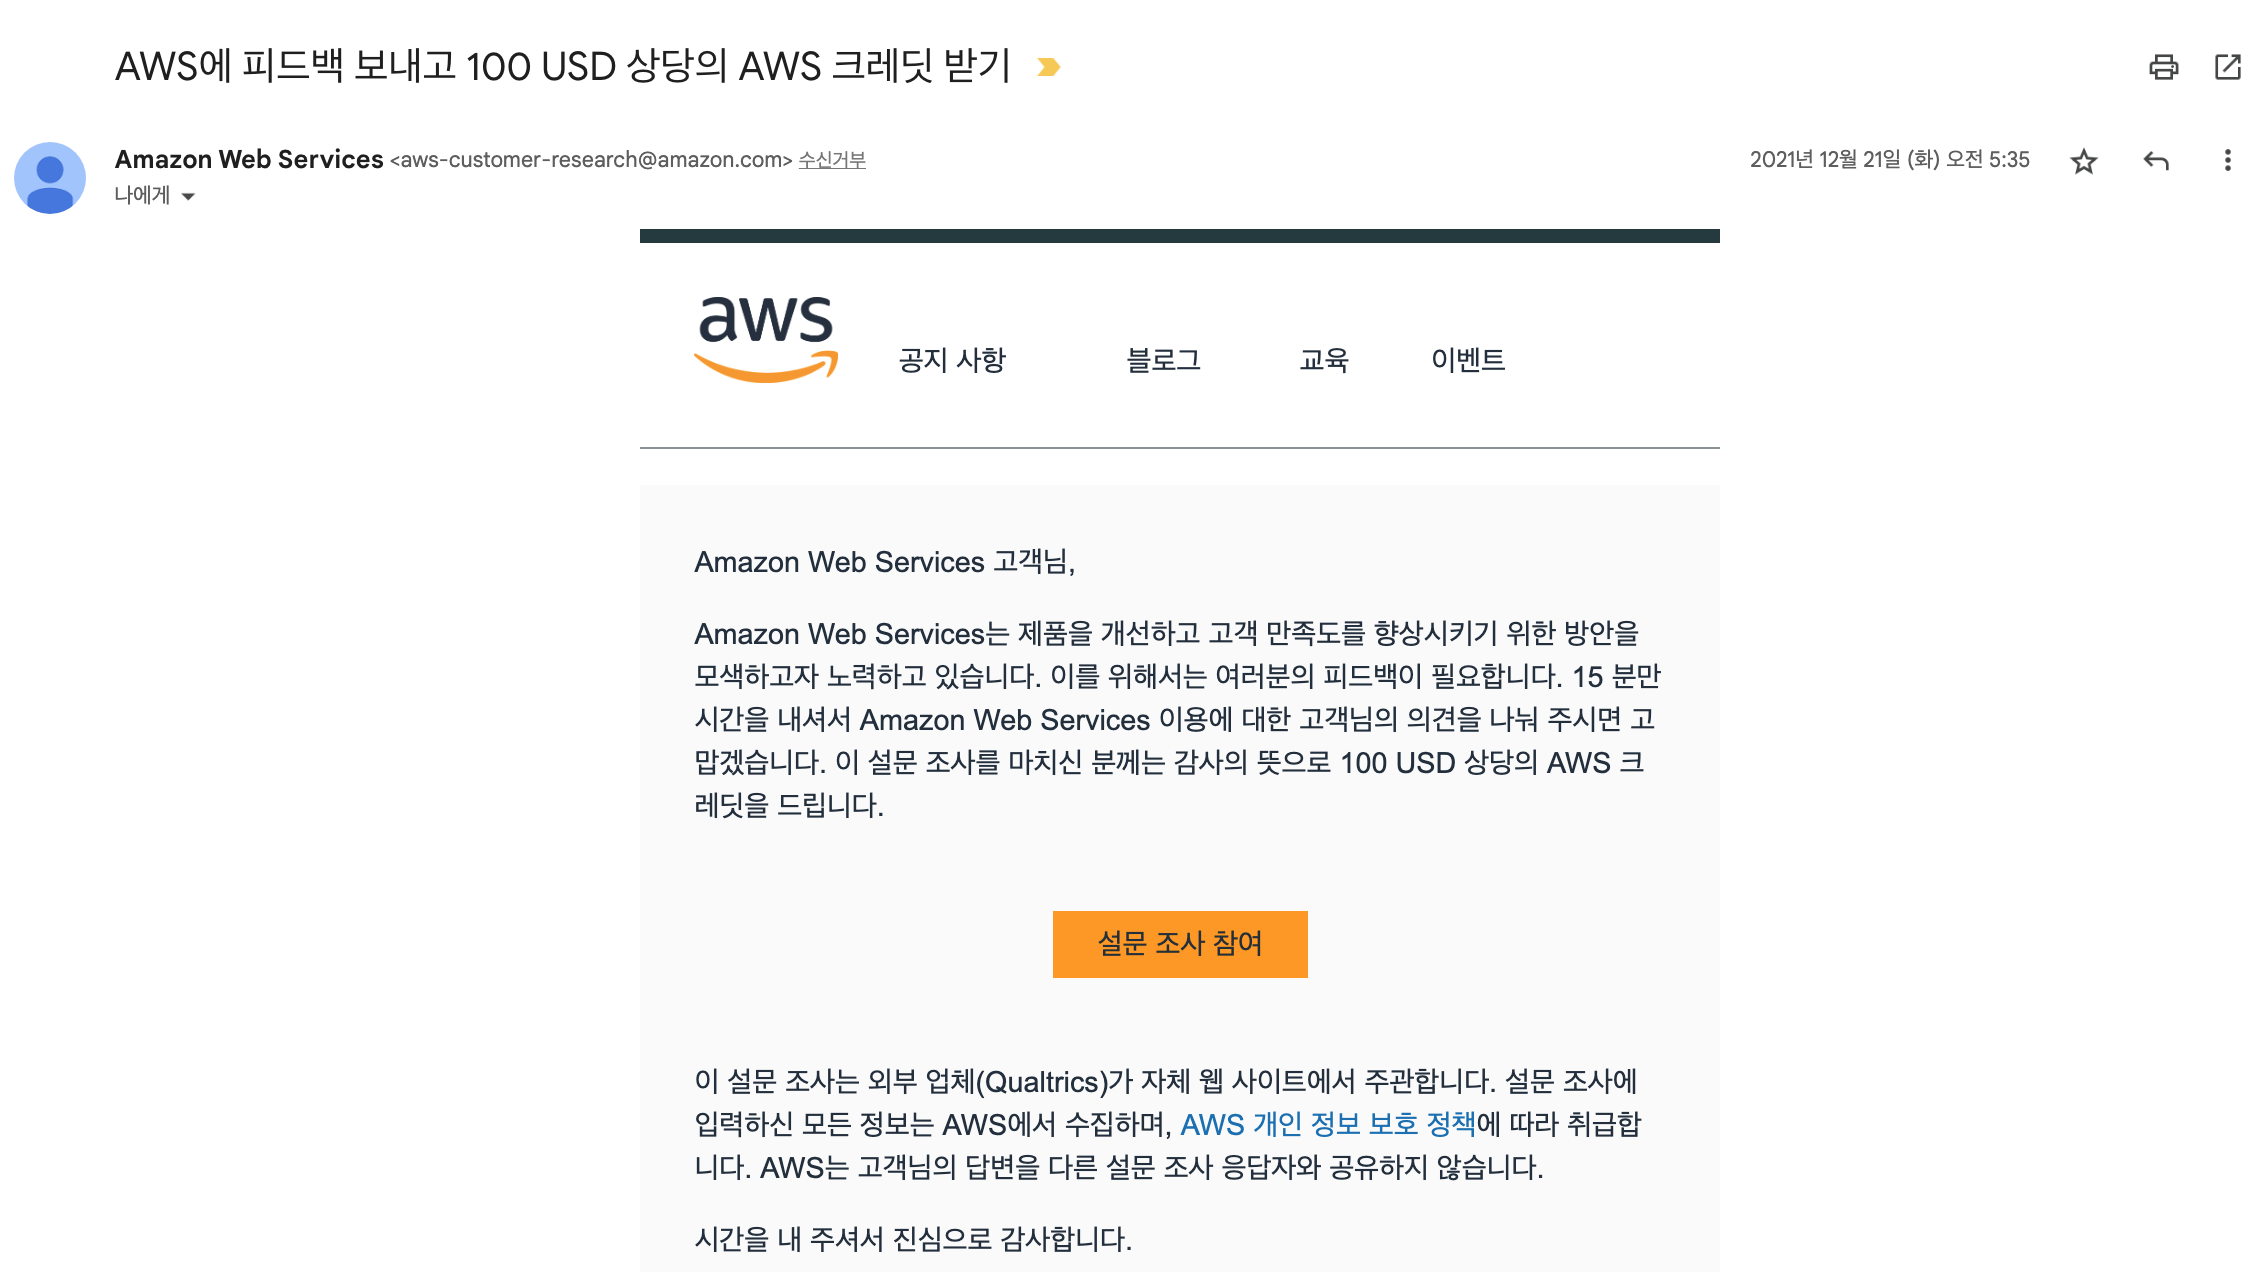 AWS에 피드백 보내고 100 USD 상당의 AWS 크레딧 받기
Amazon Web Services <aws-customer-research@amazon.com> 수신거부
2021년 12월 21일 (화) 오전 5:35
나에게
aws
공지 사항 블로그 교육 이벤트
Amazon Web Services 고객님,
Amazon Web Services는 제품을 개선하고 고객 만족도를 향상시키기 위한 방안을
모색하고자 노력하고 있습니다. 이를 위해서는 여러분의 피드백이 필요합니다. 15 분만
시간을 내셔서 Amazon Web Services 이용에 대한 고객님의 의견을 나눠 주시면 고
맙겠습니다. 이 설문 조사를 마치신 분께는 감사의 뜻으로 100 USD 상당의 AWS 크
레딧을 드립니다.
설문 조사 참여
이 설문 조사는 외부 업체(Qualtrics)가 자체 웹 사이트에서 주관합니다. 설문 조사에
입력하신 모든 정보는 AWS에서 수집하며, AWS 개인 정보 보호 정책에 따라 취급합
니다. AWS는 고객님의 답변을 다른 설문 조사 응답자와 공유하지 않습니다.
시간을 내 주셔서 진심으로 감사합니다.